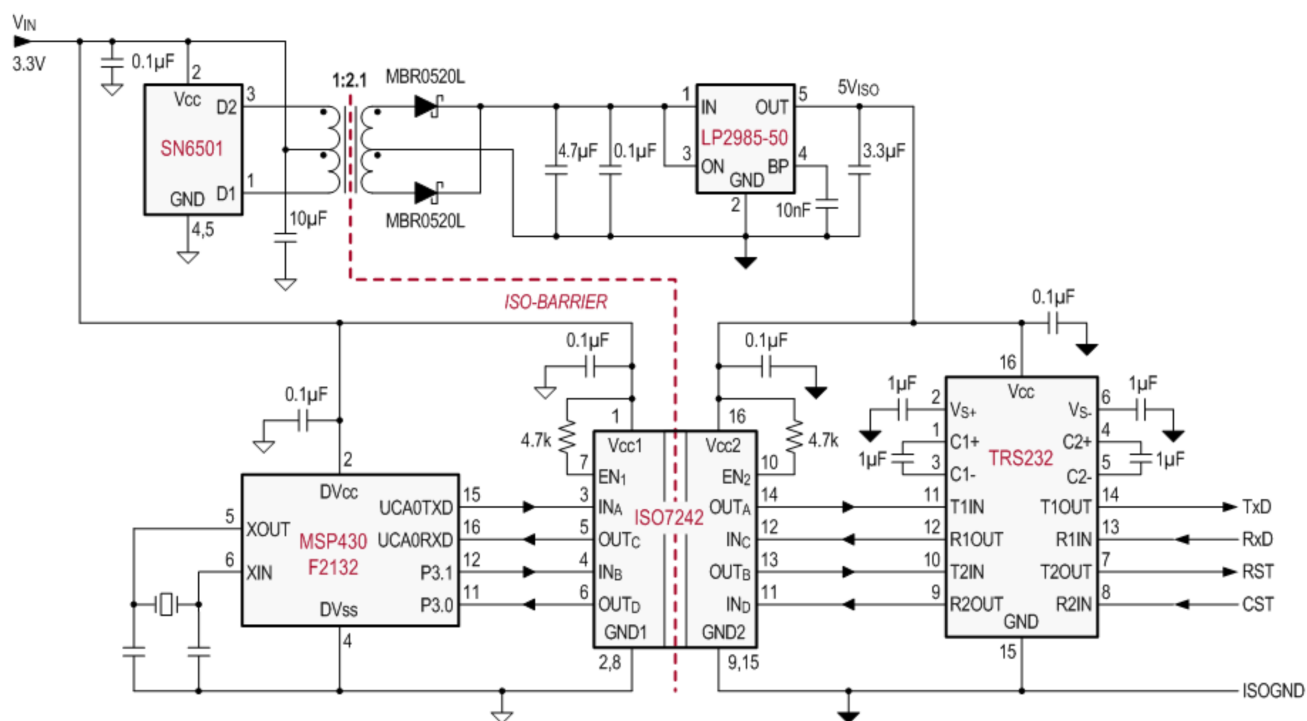 VIN
3.3V
0.1µF
2
Vcc
D2
3
SN6501
D1
1
GND
4,5
10µF
1:2.1
MBR0520L
MBR0520L
4.7µF
0.1µF
1
IN
OUT
5
LP2985-50
3
ON
BP
4
GND
2
10nF
5VISO
3.3µF
ISO-BARRIER
0.1µF
2
DVcc
5
XOUT
MSP430
F2132
6
XIN
UCA0TXD
15
UCA0RXD
16
P3.1
12
P3.0
11
DVss
4
0.1µF
4.7k
1
Vcc1
7
EN1
3
INA
5
OUTC
4
INB
6
OUTD
GND1
2,8
ISO7242
0.1µF
4.7k
16
Vcc2
EN2
10
OUTA
14
INC
12
OUTB
13
IND
11
GND2
9,15
0.1µF
16
Vcc
1µF
2
VS+
VS-
6
1µF
1
C1+
C2+
4
1µF
3
C1-
C2-
5
1µF
TRS232
11
T1IN
T1OUT
14
TxD
12
R1OUT
R1IN
13
RxD
10
T2IN
T2OUT
7
RST
9
R2OUT
R2IN
8
CST
GND
15
ISOGND